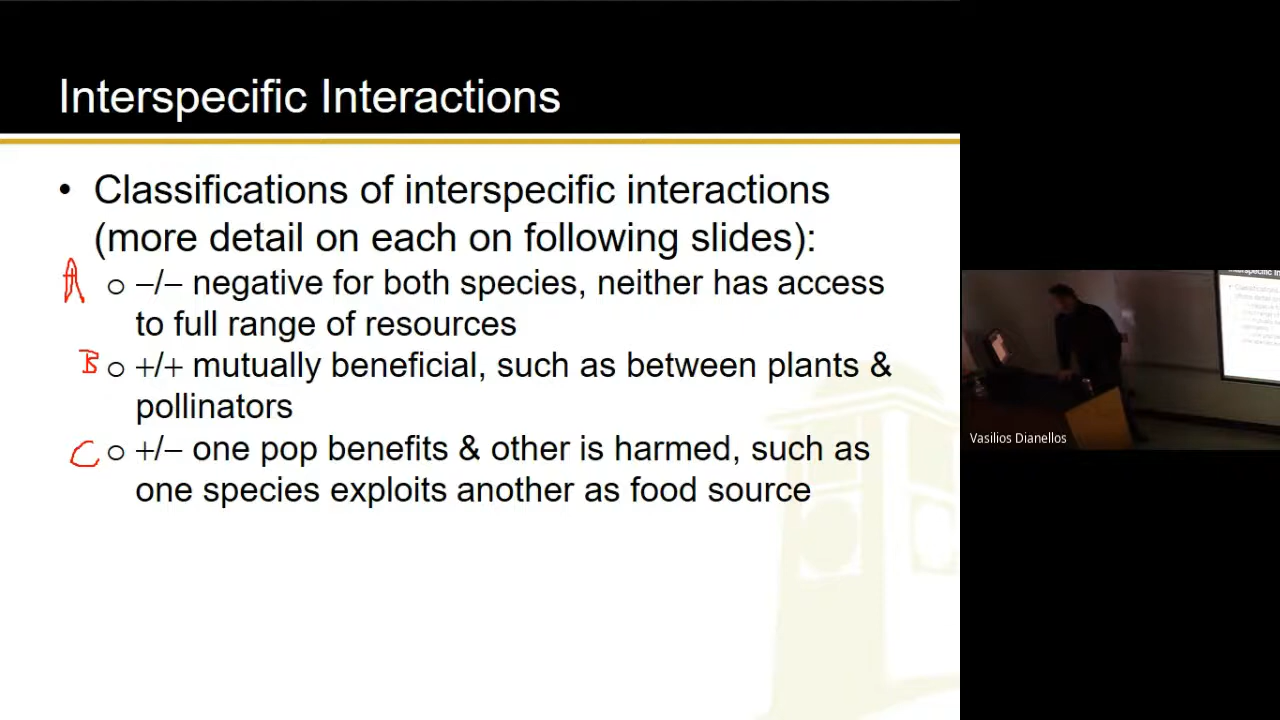 Interspecific Interactions
• Classifications of interspecific interactions
(more detail on each on following slides):
A o –/– negative for both species, neither has access
to full range of resources
B o +/+ mutually beneficial, such as between plants &
pollinators
C o +/– one pop benefits & other is harmed, such as
one species exploits another as food source
Vasilios Dianellos